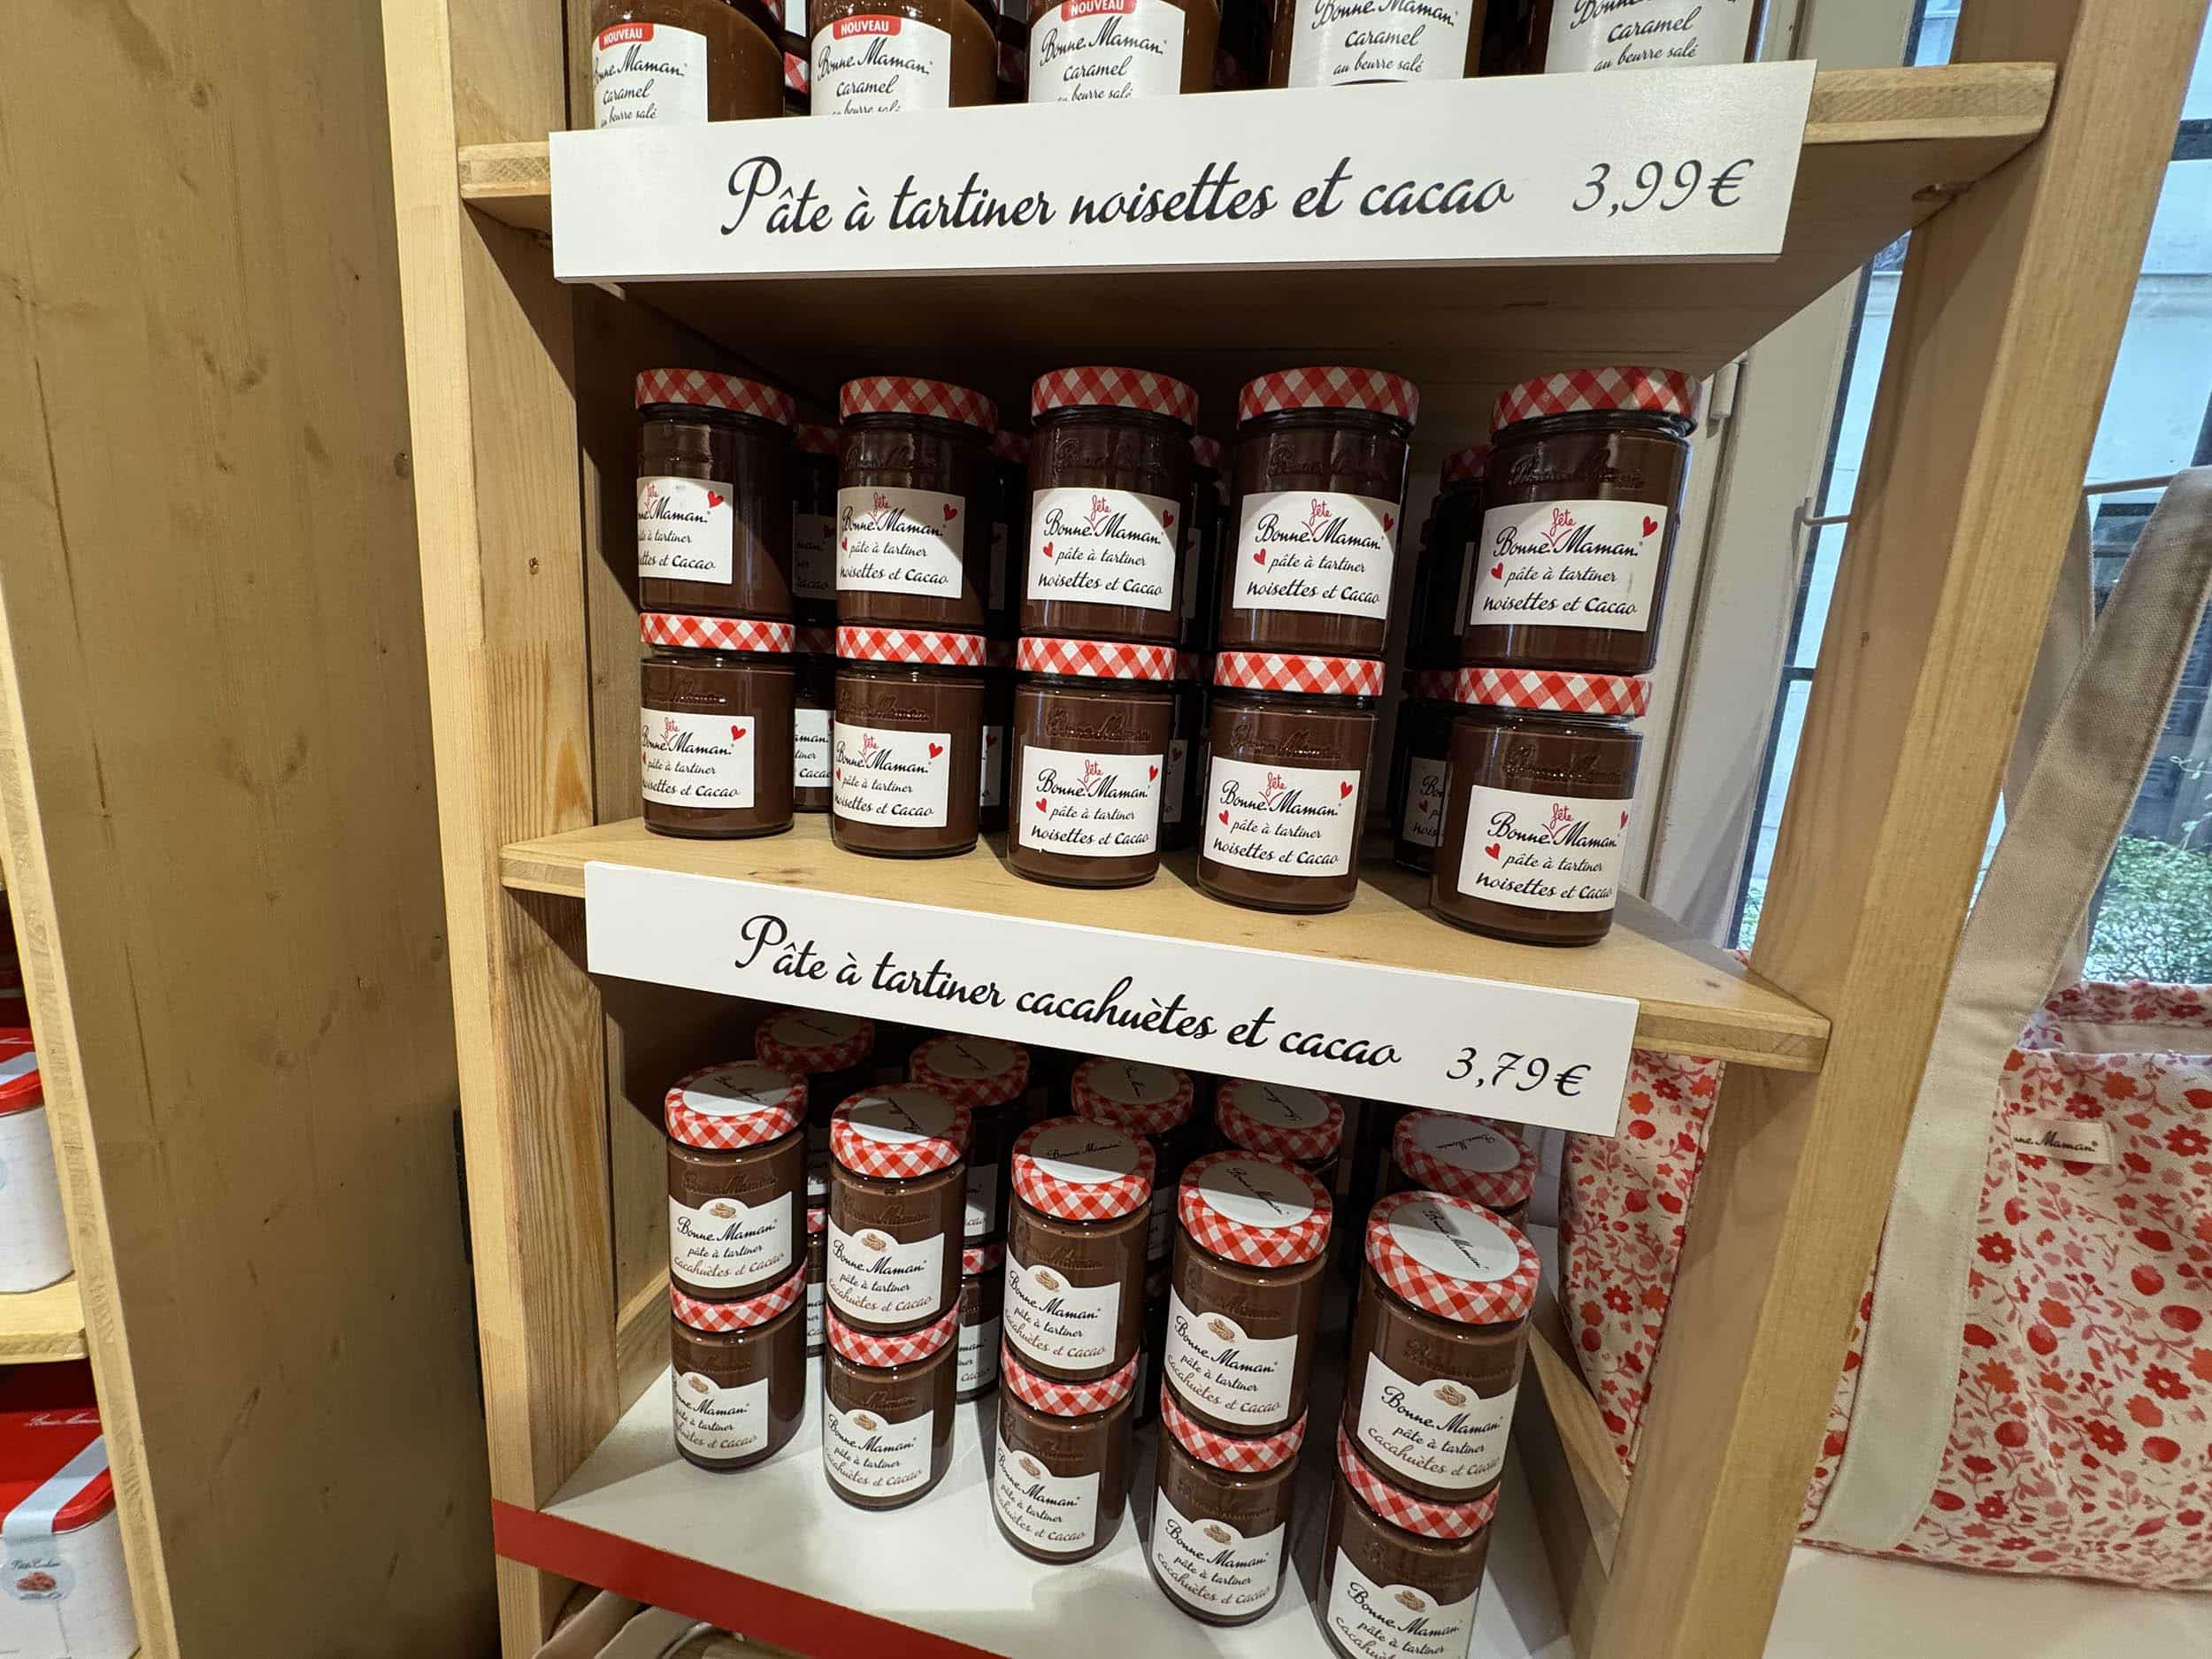 NOUVEAU
Bonne Maman
caramel
au beurre salé
NOUVEAU
Bonne Maman
caramel
au beurre salé
NOUVEAU
Bonne Maman
caramel
au beurre salé
Bonne Maman
caramel
au beurre salé
Bonne Maman
caramel
au beurre salé
Pâte à tartiner noisettes et cacao 3,99€
fête
Maman
à tartiner
et Cacao
fête
Bonne Maman
pâte à tartiner
noisettes et Cacao
fête
Bonne Maman
pâte à tartiner
noisettes et Cacao
fête
Bonne Maman
pâte à tartiner
noisettes et Cacao
fête
Bonne Maman
pâte à tartiner
noisettes et Cacao
fête
Bonne Maman
pâte à tartiner
noisettes et Cacao
fête
Bonne Maman
pâte à tartiner
noisettes et Cacao
fête
Bonne Maman
pâte à tartiner
noisettes et Cacao
fête
Bonne Maman
pâte à tartiner
noisettes et Cacao
fête
Bonne Maman
pâte à tartiner
noisettes et Cacao
Pâte à tartiner cacahuètes et cacao 3,79€
Bonne Maman
Bonne Maman
pâte à tartiner
cacahuètes et Cacao
Bonne Maman
pâte à tartiner
cacahuètes et Cacao
Bonne Maman
pâte à tartiner
cacahuètes et Cacao
Bonne Maman
pâte à tartiner
cacahuètes et Cacao
Bonne Maman
pâte à tartiner
cacahuètes et Cacao
Bonne Maman
pâte à tartiner
et Cacao
Bonne Maman
pâte à tartiner
cacahuètes et Cacao
Bonne Maman
pâte à tartiner
cacahuètes et Cacao
Bonne Maman
pâte à tartiner
cacahuètes et Cacao
Bonne Maman
pâte à tartiner
Maman